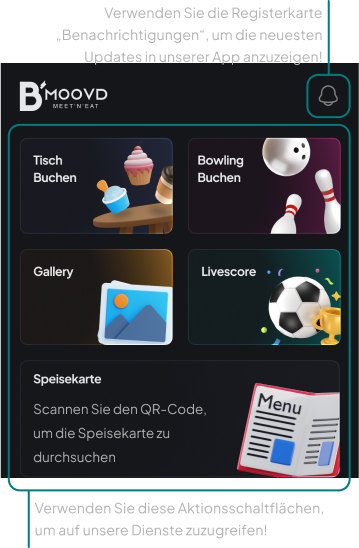 Verwenden Sie die Registerkarte
„Benachrichtigungen“, um die neuesten
Updates in unserer App anzuzeigen!
B'MOOVD
MEET'N'EAT
Tisch
Buchen
Bowling
Buchen
Gallery
Livescore
Speisekarte
Scannen Sie den QR-Code,
um die Speisekarte zu
durchsuchen
Menu
Verwenden Sie diese Aktionsschaltflächen,
um auf unsere Dienste zuzugreifen!